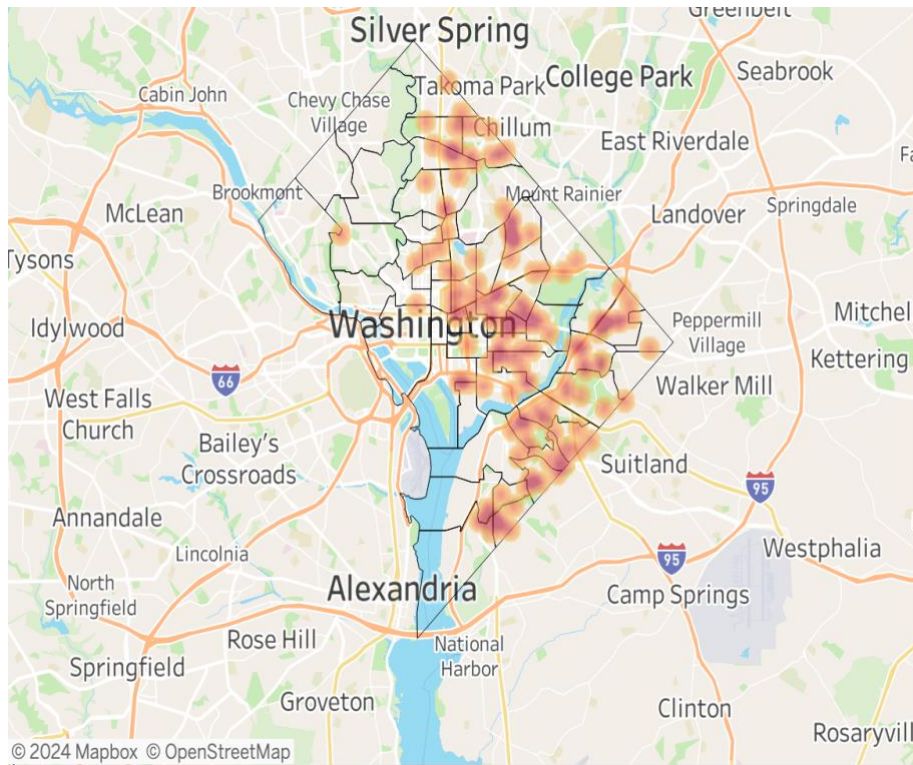 Greenbelt
Silver Spring
Takoma Park
College Park
Seabrook
Cabin John
Chevy Chase
Village
Chillum
East Riverdale
Brookmont
Mount Rainier
McLean
Landover
Springdale
Tysons
Idylwood
Washington
Peppermill
Village
Mitchel
Kettering
66
West Falls
Church
Walker Mill
Bailey's
Crossroads
Suitland
95
Annandale
Lincolnia
95
Westphalia
North
Springfield
Alexandria
Camp Springs
Rose Hill
National
Harbor
Springfield
Groveton
Clinton
Rosaryvill
© 2024 Mapbox © OpenStreetMap